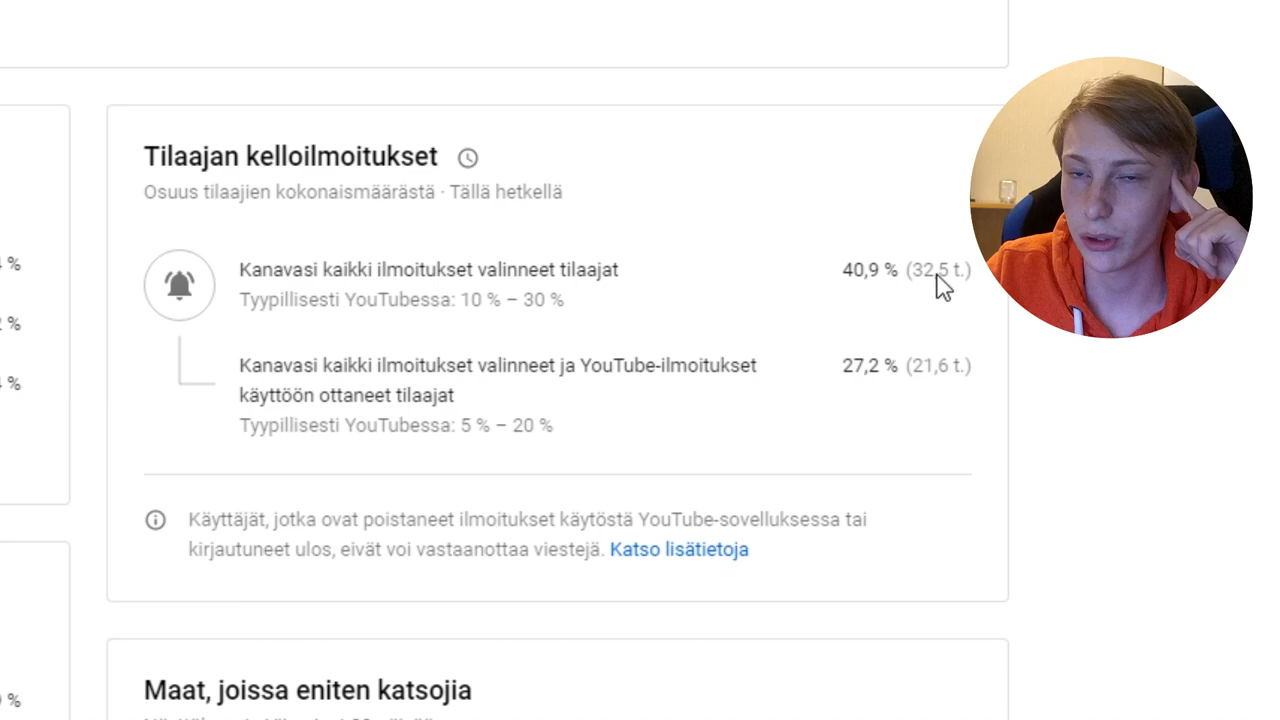 Tilaajan kelloilmoitukset
Osuus tilaajien kokonaismäärästä · Tällä hetkellä
%
Kanavasi kaikki ilmoitukset valinneet tilaajat 40,9 % (32,5 t.)
Tyypillisesti YouTubessa: 10 % – 30 %
%
Kanavasi kaikki ilmoitukset valinneet ja YouTube-ilmoitukset 27,2 % (21,6 t.)
%
käyttöön ottaneet tilaajat
Tyypillisesti YouTubessa: 5 % – 20 %
Käyttäjät, jotka ovat poistaneet ilmoitukset käytöstä YouTube-sovelluksessa tai
kirjautuneet ulos, eivät voi vastaanottaa viestejä. Katso lisätietoja
Maat, joissa eniten katsojia
%